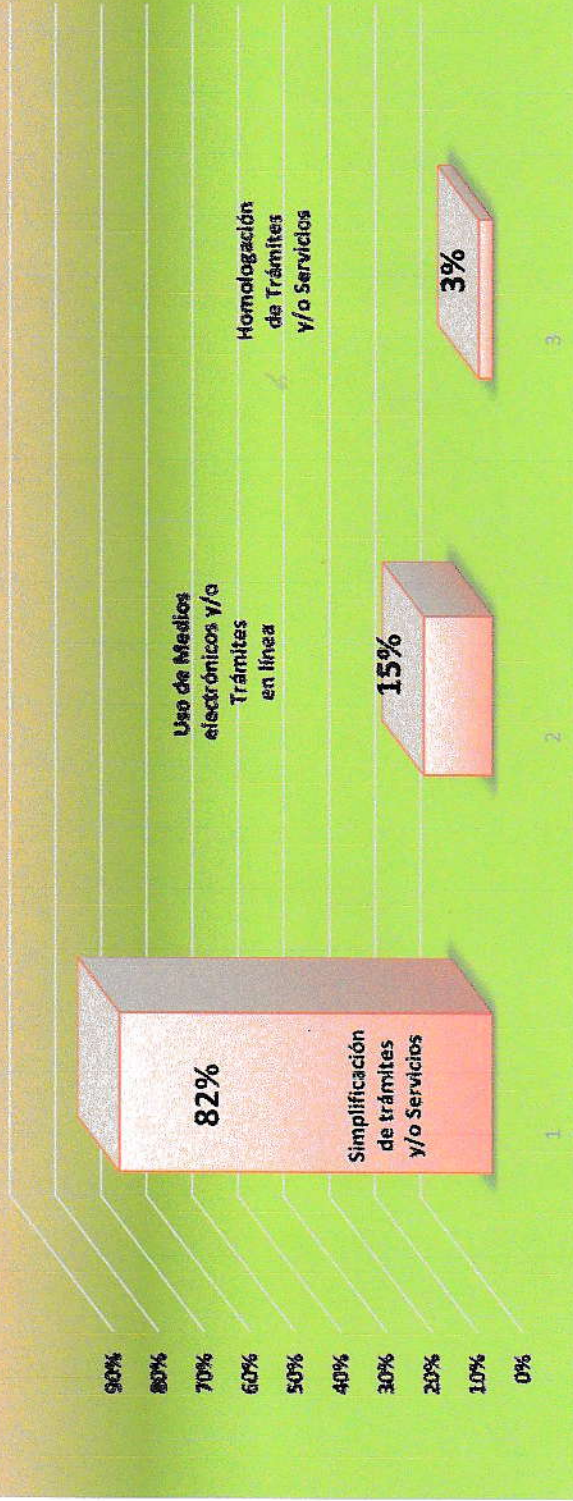 90%
80%
70%
60%
50%
40%
30%
20%
10%
0%
82%
Simplificación
de trámites
y/o Servicios
1
Uso de Medios
electrónicos y/o
Trámites
en línea
15%
2
Homologación
de Trámites
y/o Servicios
3%
3